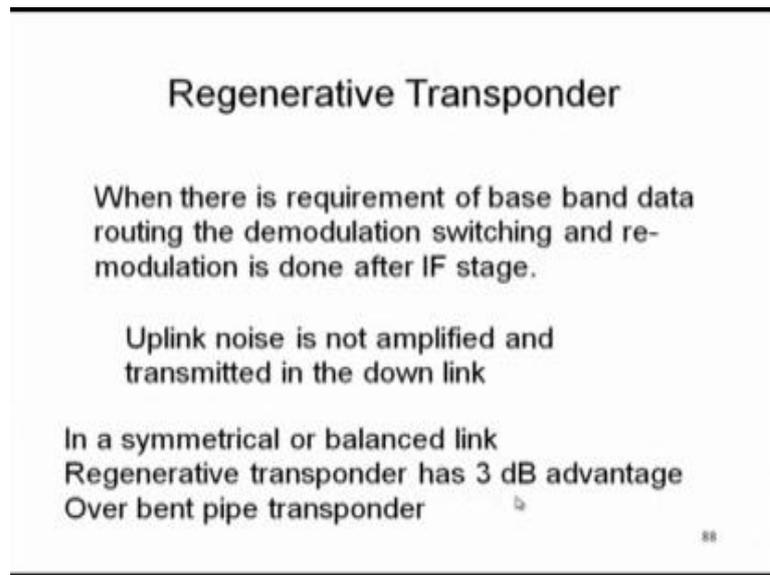 Regenerative Transponder
When there is requirement of base band data
routing the demodulation switching and re-
modulation is done after IF stage.
Uplink noise is not amplified and
transmitted in the down link
In a symmetrical or balanced link
Regenerative transponder has 3 dB advantage
Over bent pipe transponder
88